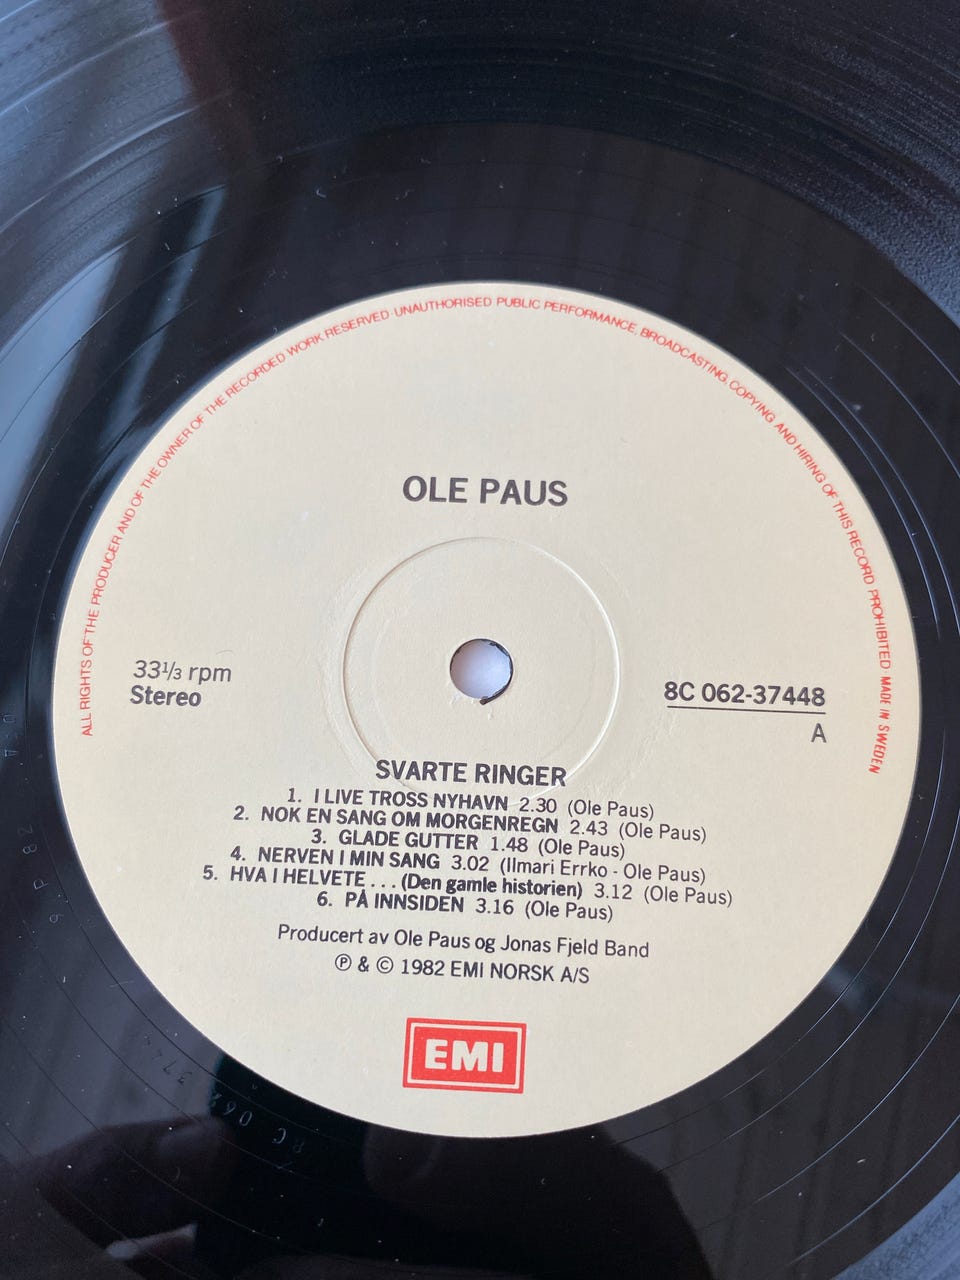 ALL RIGHTS OF THE PRODUCER AND OF THE OWNER OF THE RECORDED WORK RESERVED · UNAUTHORISED PUBLIC PERFORMANCE, BROADCASTING, COPYING AND HIRING OF THIS RECORD PROHIBITED · MADE IN SWEDEN
OLE PAUS
33⅓ rpm
Stereo
8C 062-37448
A
SVARTE RINGER
1. I LIVE TROSS NYHAVN 2.30 (Ole Paus)
2. NOK EN SANG OM MORGENREGN 2.43 (Ole Paus)
3. GLADE GUTTER 1.48 (Ole Paus)
4. NERVEN I MIN SANG 3.02 (Ilmari Errko - Ole Paus)
5. HVA I HELVETE . . . (Den gamle historien) 3.12 (Ole Paus)
6. PÅ INNSIDEN 3.16 (Ole Paus)
Producert av Ole Paus og Jonas Fjeld Band
℗ & © 1982 EMI NORSK A/S
EMI